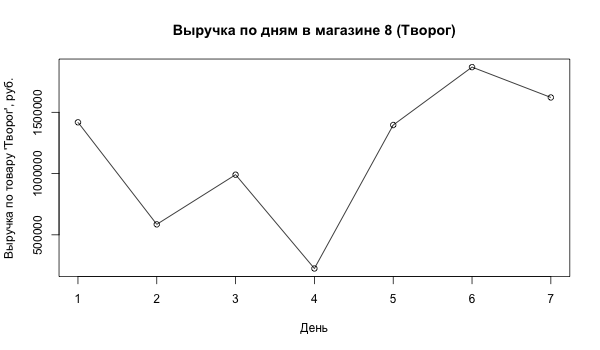 Выручка по дням в магазине 8 (Творог)
Выручка по товару 'Творог', руб.
1500000
1000000
500000
1 2 3 4 5 6 7
День